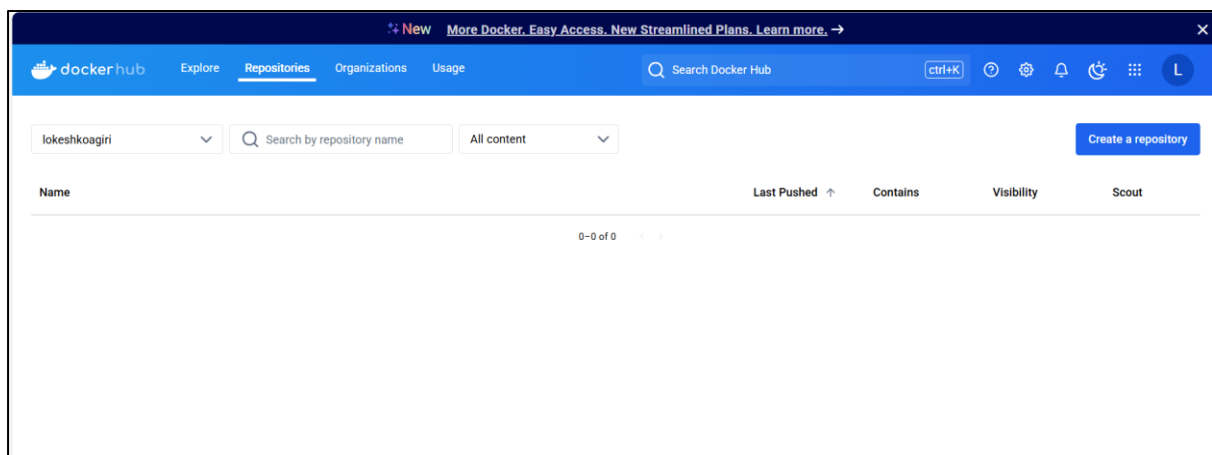 New More Docker. Easy Access. New Streamlined Plans. Learn more. →
dockerhub Explore Repositories Organizations Usage Search Docker Hub ctrl+K L
lokeshkoagiri Search by repository name All content Create a repository
Name Last Pushed ↑ Contains Visibility Scout
0–0 of 0